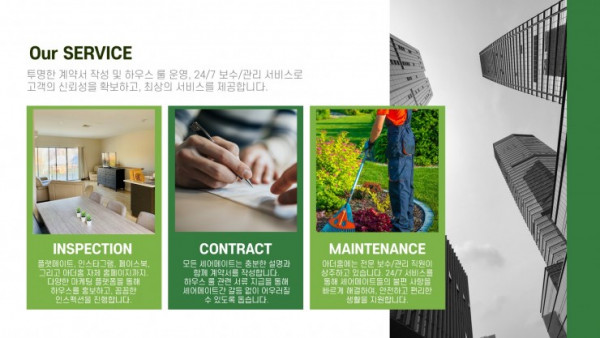 Our SERVICE
투명한 계약서 작성 및 하우스 룰 운영, 24/7 보수/관리 서비스로
고객의 신뢰성을 확보하고, 최상의 서비스를 제공합니다.
INSPECTION
플랫메이트, 인스타그램, 페이스북,
그리고 아더홈 자체 홈페이지까지,
다양한 마케팅 플랫폼을 통해
하우스를 홍보하고, 꼼꼼한
인스펙션을 진행합니다.
CONTRACT
모든 셰어메이트는 충분한 설명과
함께 계약서를 작성합니다.
하우스 룰 관련 서류 지급을 통해
셰어메이트간 갈등 없이 어우러질
수 있도록 돕습니다.
MAINTENANCE
아더홈에는 전문 보수/관리 직원이
상주하고 있습니다. 24/7 서비스를
통해 셰어메이트들의 불편 사항을
빠르게 해결하여, 안전하고 편리한
생활을 지원합니다.